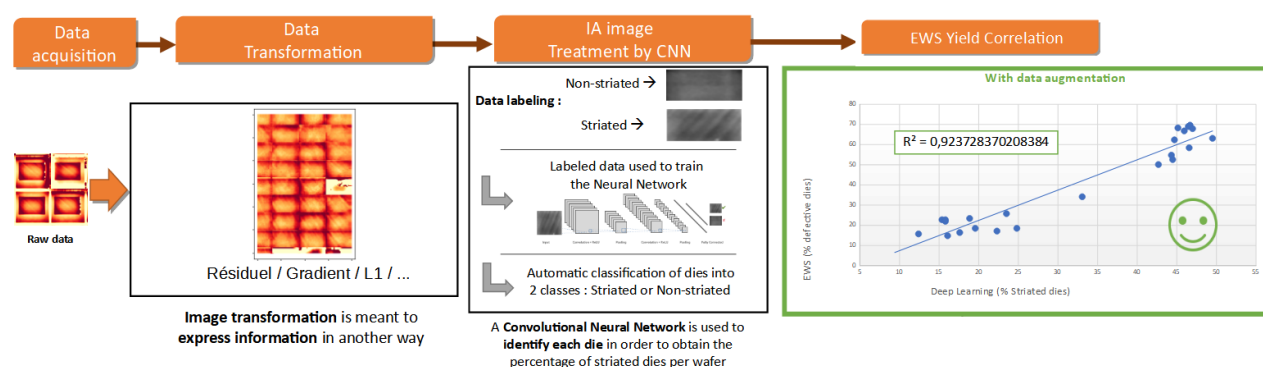 Data
acquisition
Data
Transformation
IA image
Treatment by CNN
EWS Yield Correlation
Raw data
Résiduel / Gradient / L1 / ...
Image transformation is meant to
express information in another way
Data labeling :
Non-striated →
Striated →
Labeled data used to train
the Neural Network
Input
Pooling
Pooling
Automatic classification of dies into
2 classes : Striated or Non-striated
A Convolutional Neural Network is used to
identify each die in order to obtain the
percentage of striated dies per wafer
With data augmentation
R² = 0,923728370208384
EWS (% defective dies)
80
70
60
50
40
30
20
10
0
5 10 15 20 25 30 35 40 45 50 55
Deep Learning (% Striated dies)